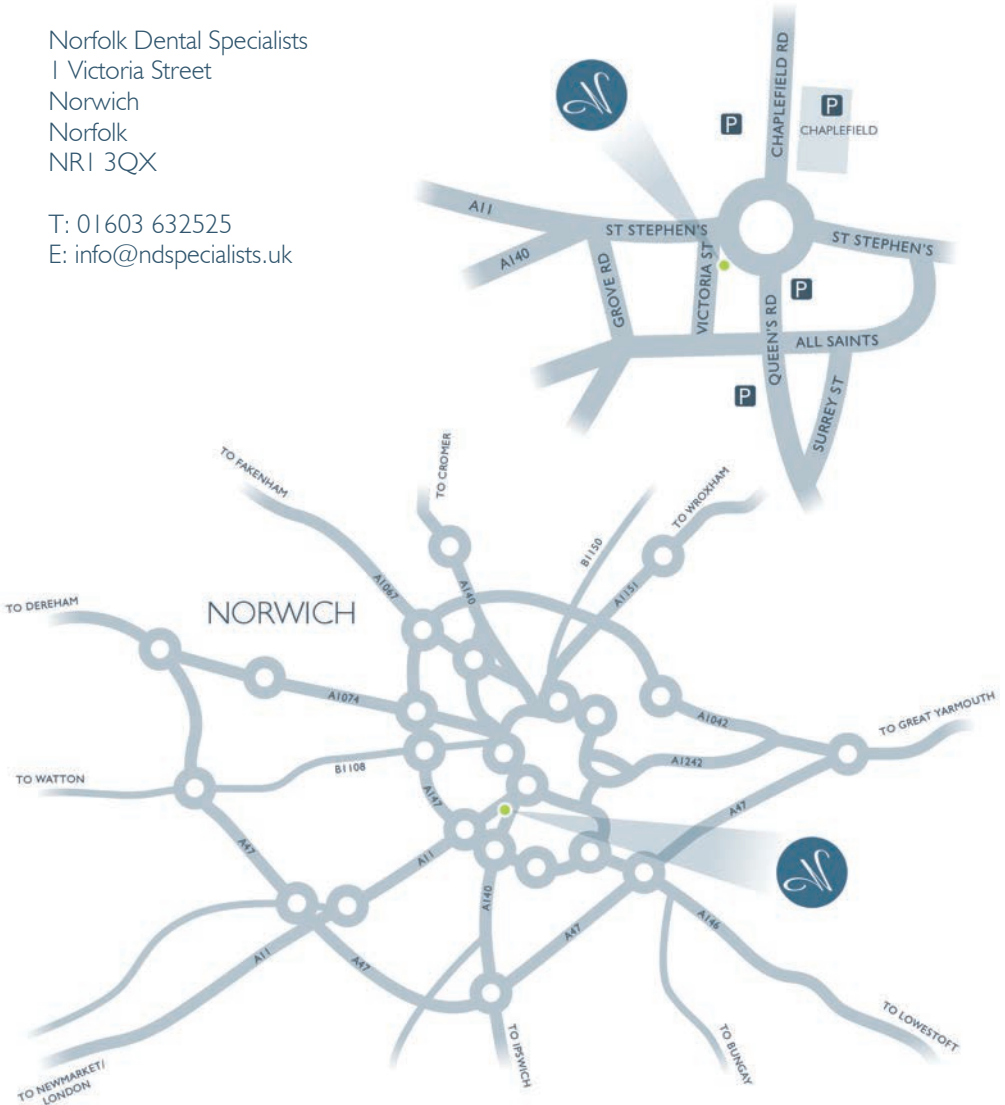 Norfolk Dental Specialists
1 Victoria Street
Norwich
Norfolk
NR1 3QX
T: 01603 632525
E: info@ndspecialists.uk
CHAPLEFIELD RD
P
P
CHAPLEFIELD
A11
ST STEPHEN'S
ST STEPHEN'S
A140
GROVE RD
VICTORIA ST
P
QUEEN'S RD
ALL SAINTS
P
SURREY ST
TO FAKENHAM
TO CROMER
TO WROXHAM
B1150
A1067
A140
A1151
TO DEREHAM
NORWICH
A1074
A1042
TO GREAT YARMOUTH
TO WATTON
B1108
A1242
A147
A47
A47
A11
A140
A146
A11
A47
A47
TO LOWESTOFT
TO IPSWICH
TO BUNGAY
TO NEWMARKET/
LONDON